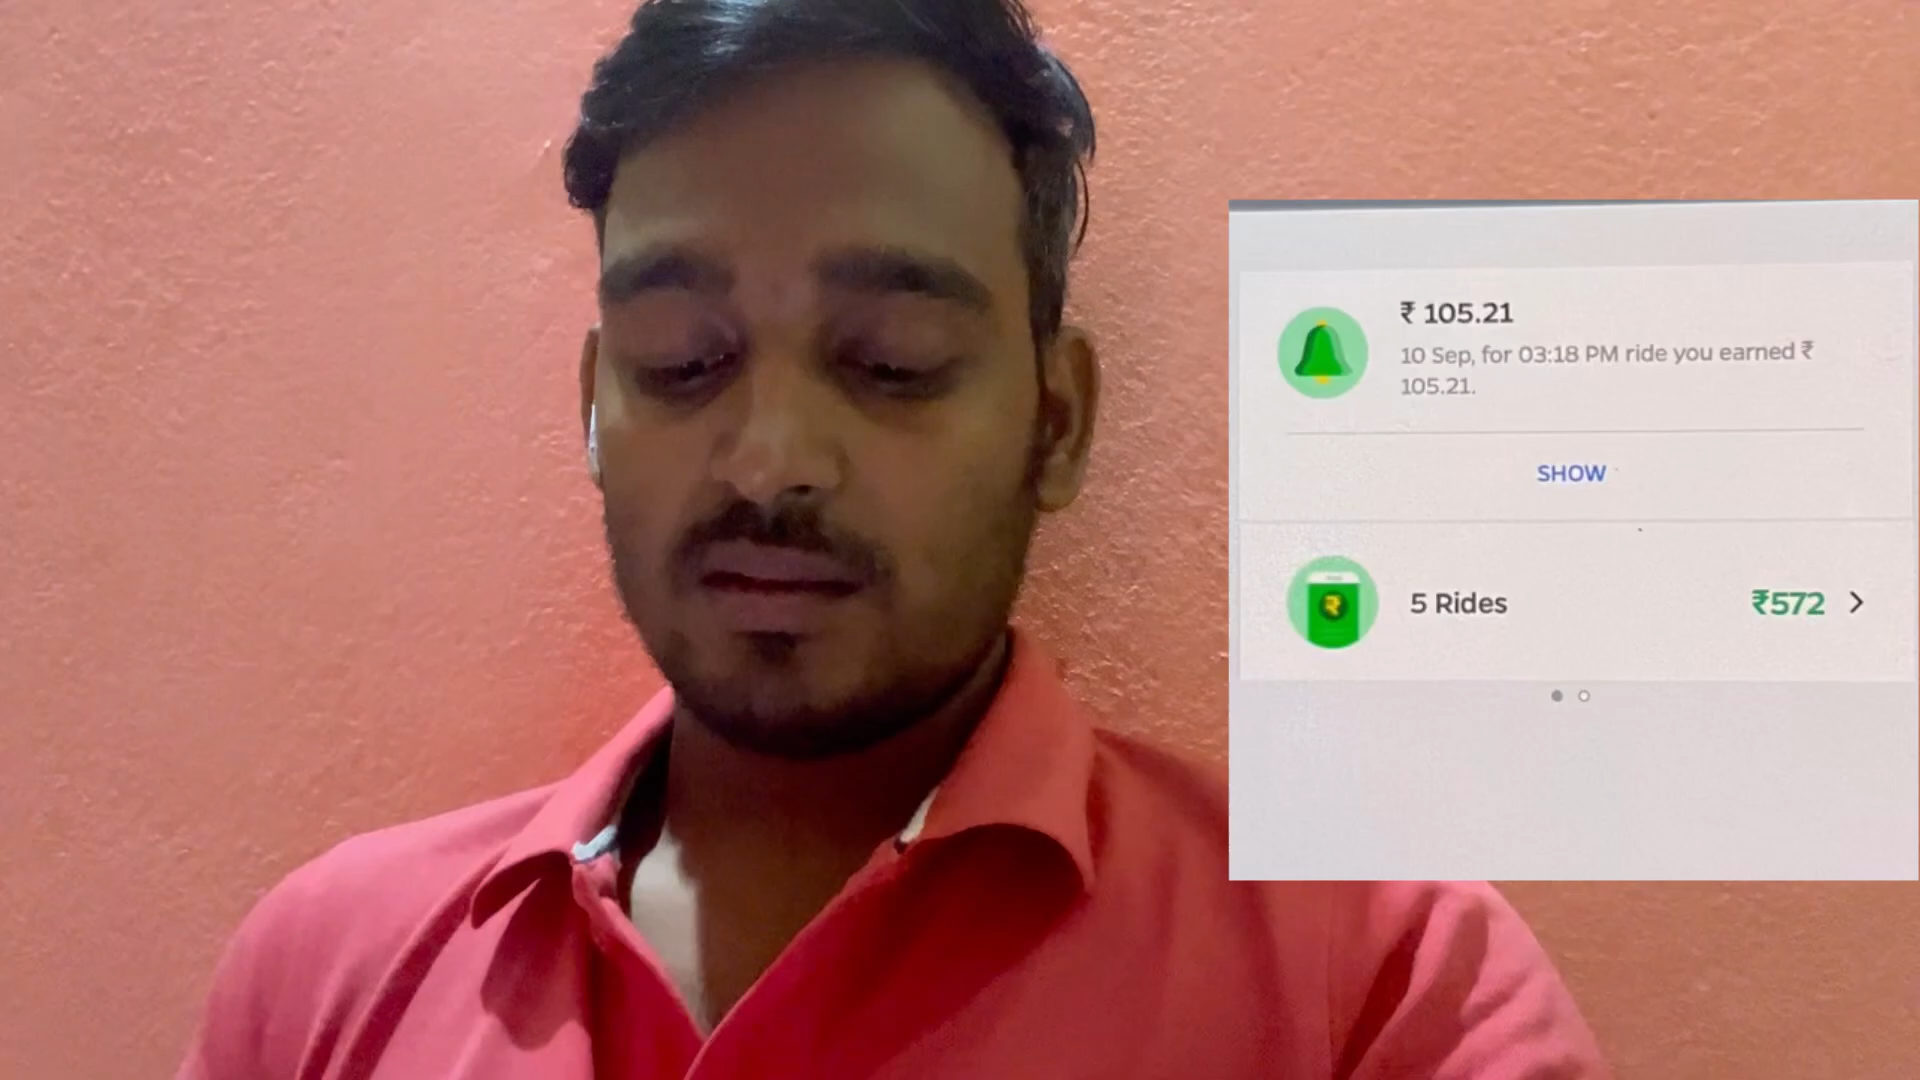 ₹ 105.21
10 Sep, for 03:18 PM ride you earned ₹
105.21.
SHOW
5 Rides
₹572